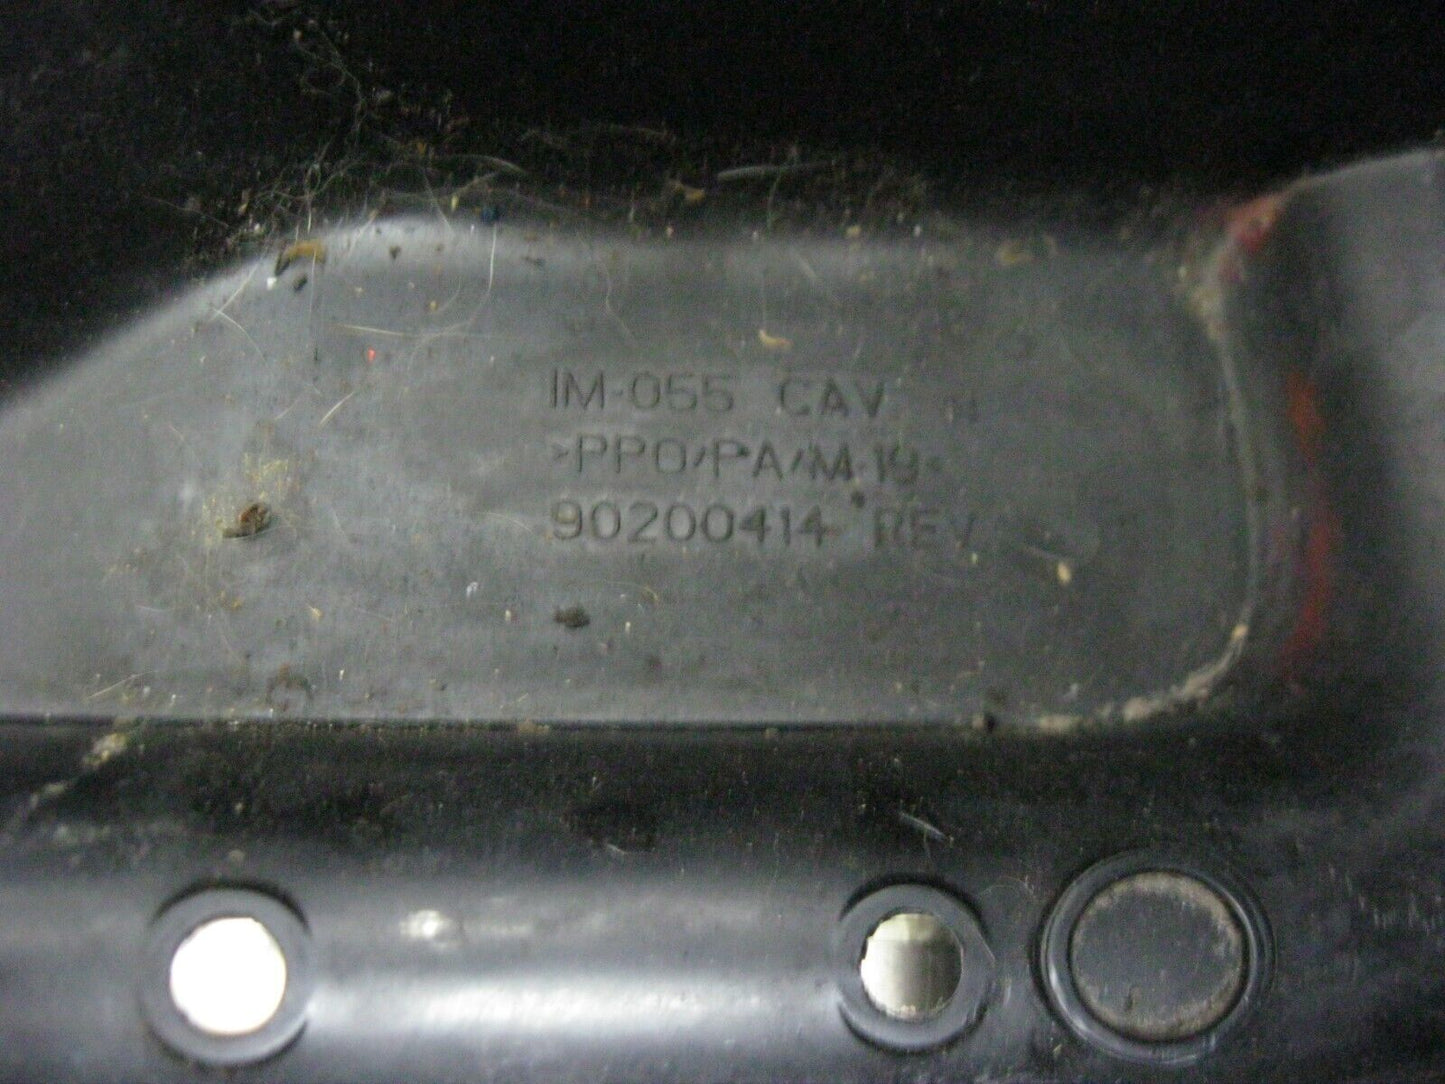 IM-055 CAV
>PPO/PA/M-19<
90200414 REV